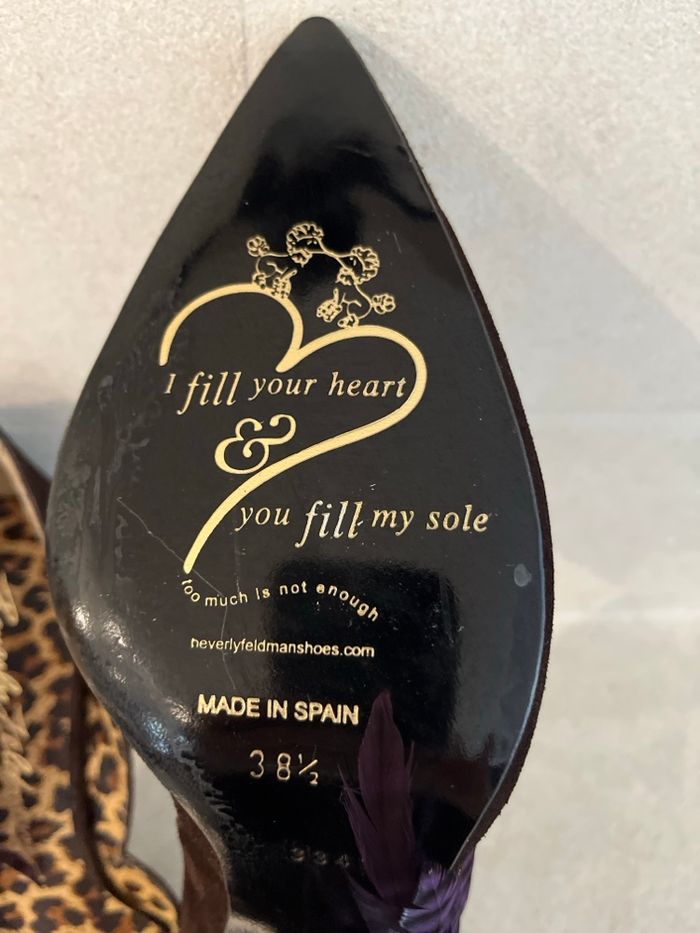 I fill your heart
&
you fill my sole
too much is not enough
beverlyfeldmanshoes.com
MADE IN SPAIN
38½